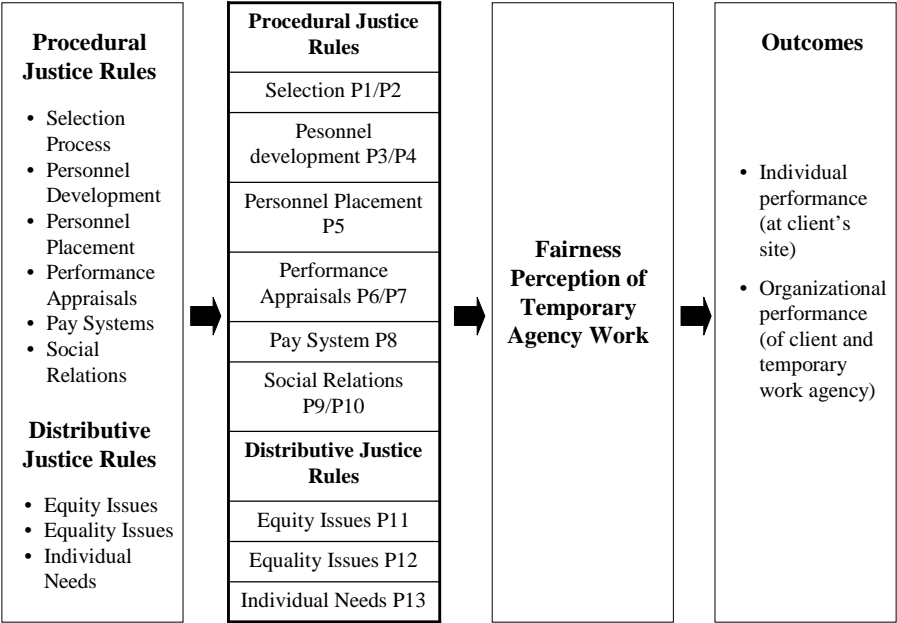 Procedural
Justice Rules
• Selection
Process
• Personnel
Development
• Personnel
Placement
• Performance
Appraisals
• Pay Systems
• Social
Relations
Distributive
Justice Rules
• Equity Issues
• Equality Issues
• Individual
Needs
Procedural Justice
Rules
Selection P1/P2
Pesonnel
development P3/P4
Personnel Placement
P5
Performance
Appraisals P6/P7
Pay System P8
Social Relations
P9/P10
Distributive Justice
Rules
Equity Issues P11
Equality Issues P12
Individual Needs P13
Fairness
Perception of
Temporary
Agency Work
Outcomes
• Individual
performance
(at client's
site)
• Organizational
performance
(of client and
temporary
work agency)